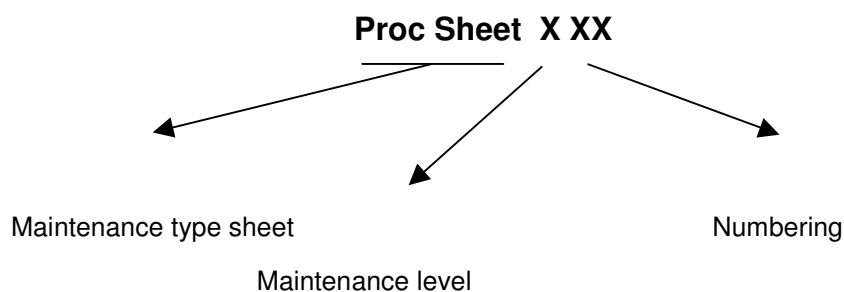 Proc Sheet X XX
Maintenance type sheet
Numbering
Maintenance level